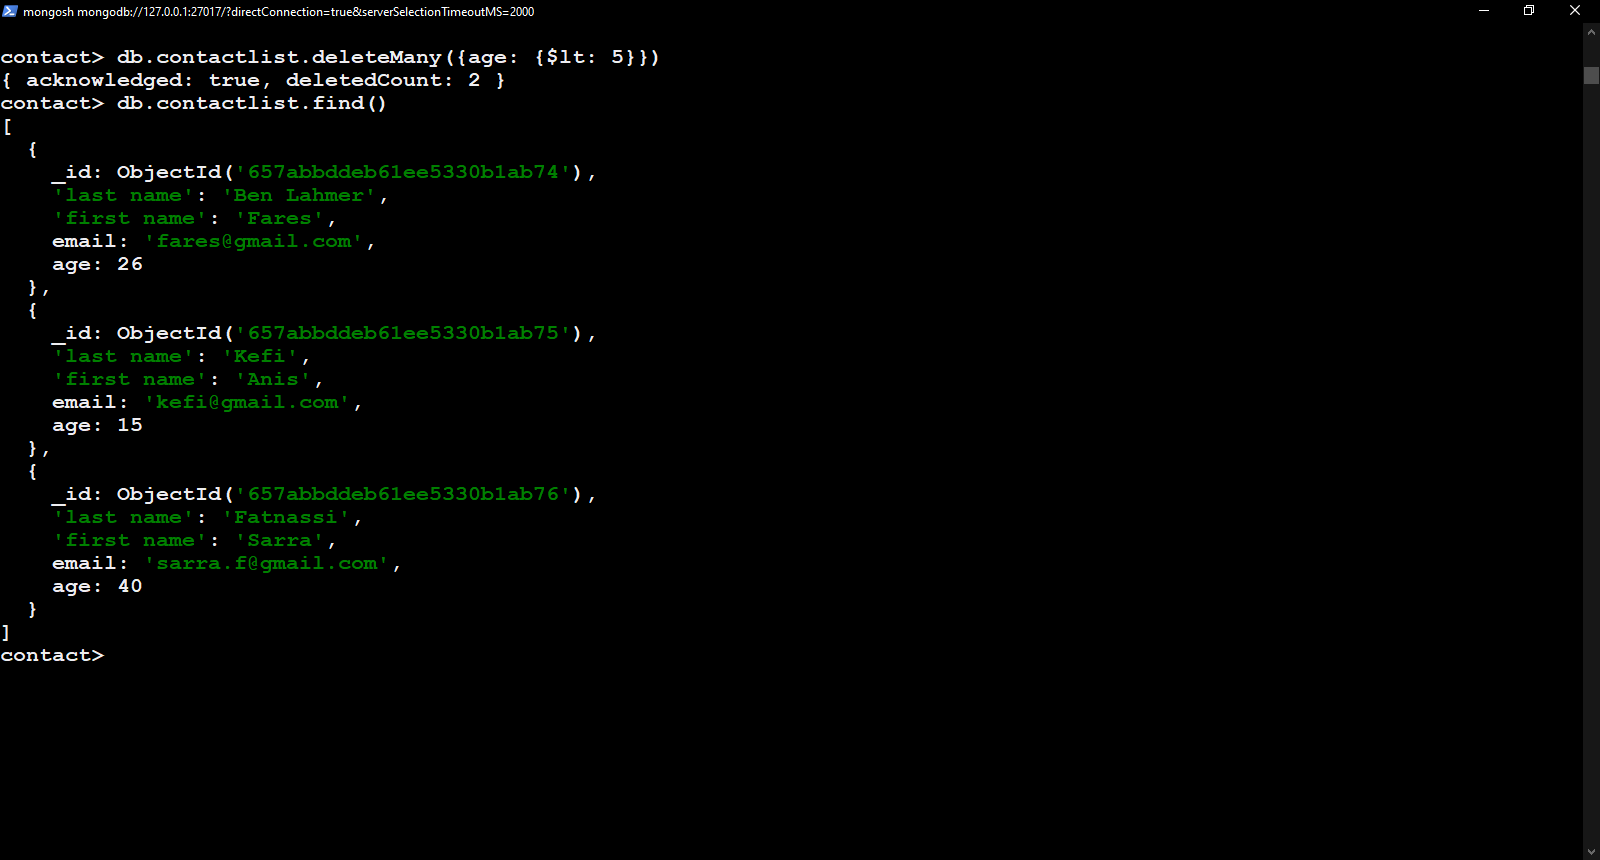 mongosh mongodb://127.0.0.1:27017/?directConnection=true&serverSelectionTimeoutMS=2000
contact> db.contactlist.deleteMany({age: {$lt: 5}})
{ acknowledged: true, deletedCount: 2 }
contact> db.contactlist.find()
[
  {
    _id: ObjectId('657abbddeb61ee5330b1ab74'),
    'last name': 'Ben Lahmer',
    'first name': 'Fares',
    email: 'fares@gmail.com',
    age: 26
  },
  {
    _id: ObjectId('657abbddeb61ee5330b1ab75'),
    'last name': 'Kefi',
    'first name': 'Anis',
    email: 'kefi@gmail.com',
    age: 15
  },
  {
    _id: ObjectId('657abbddeb61ee5330b1ab76'),
    'last name': 'Fatnassi',
    'first name': 'Sarra',
    email: 'sarra.f@gmail.com',
    age: 40
  }
]
contact>